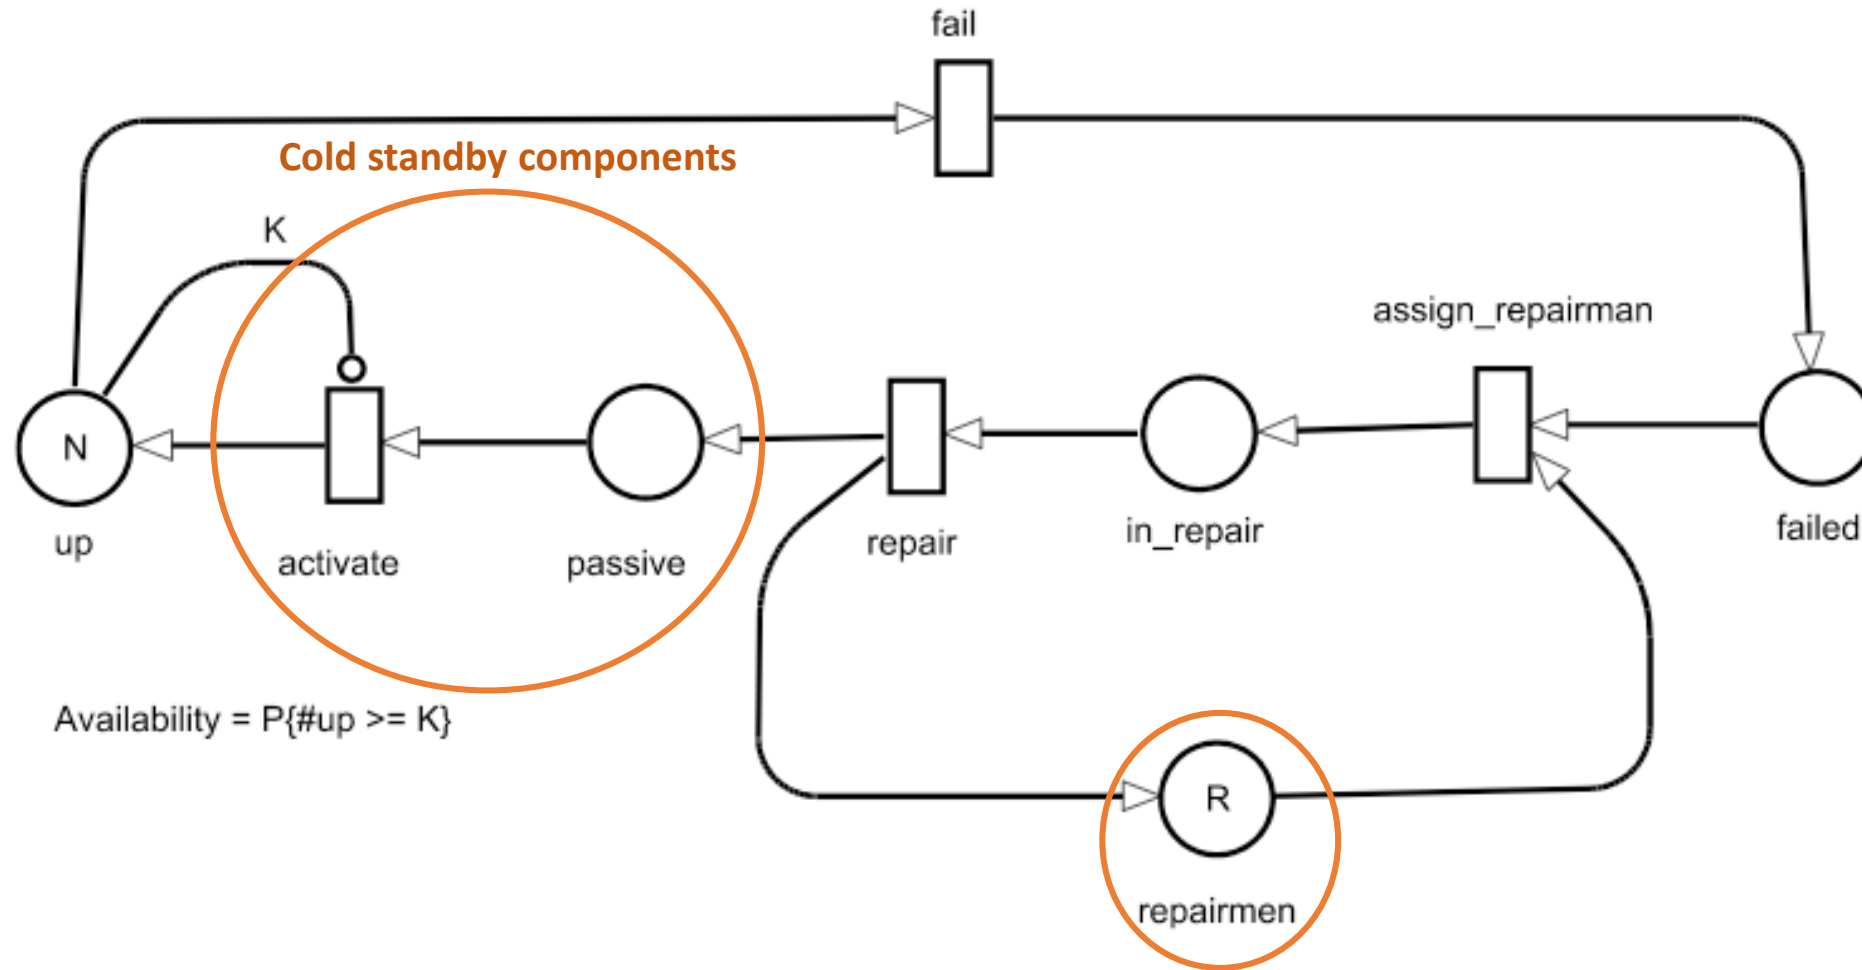 fail
Cold standby components
K
assign_repairman
N
up
activate
passive
repair
in_repair
failed
Availability = P{#up >= K}
R
repairmen